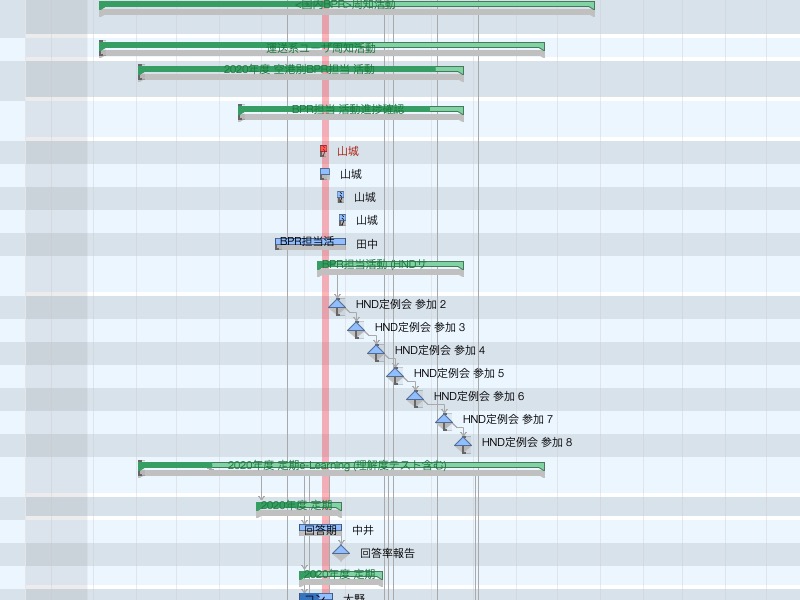 <国内BPR>周知活動
運送系ユーザ周知活動
2020年度 空港別BPR担当 活動
BPR担当 活動進捗確認
山城
山城
山城
山城
BPR担当活 田中
BPR担当活動 (HNDリ
HND定例会 参加 2
HND定例会 参加 3
HND定例会 参加 4
HND定例会 参加 5
HND定例会 参加 6
HND定例会 参加 7
HND定例会 参加 8
2020年度 定期e-Learning (理解度テスト含む)
2020年度 定期
回答期 中井
回答率報告
2020年度 定期